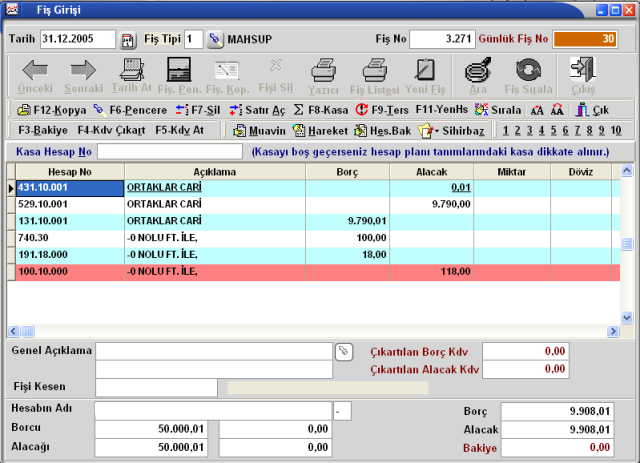 Fiş Girişi
Tarih 31.12.2005 Fiş Tipi 1 MAHSUP Fiş No 3.271 Günlük Fiş No 30
Önceki Sonraki Tarih At Fiş. Pen. Fiş. Kop. Fişi Sil Yazıcı Fiş Listesi Yeni Fiş Ara Fiş Sırala Çıkış
F12-Kopya F6-Pencere F7-Sil Satır Aç Σ F8-Kasa F9-Ters F11-YenHs Sırala Çık
F3-Bakiye F4-Kdv Çıkart F5-Kdv At Muavin Hareket Hgs.Bak Sihirbaz 1 2 3 4 5 6 7 8 9 10
Kasa Hesap No (Kasayı boş geçerseniz hesap planı tanımlarındaki kasa dikkate alınır.)
Hesap No Açıklama Borç Alacak Miktar Döviz
431.10.001 ORTAKLAR CARİ 0,01
529.10.001 ORTAKLAR CARİ 9.790,00
131.10.001 ORTAKLAR CARİ 9.790,01
740.30 -0 NOLU FT. İLE, 100,00
191.18.000 -0 NOLU FT. İLE, 18,00
100.10.000 -0 NOLU FT. İLE, 118,00
Genel Açıklama Çıkartılan Borç Kdv 0,00
Çıkartılan Alacak Kdv 0,00
Fişi Kesen
Hesabın Adı - Borç 9.908,01
Borcu 50.000,01 0,00 Alacak 9.908,01
Alacağı 50.000,01 0,00 Bakiye 0,00